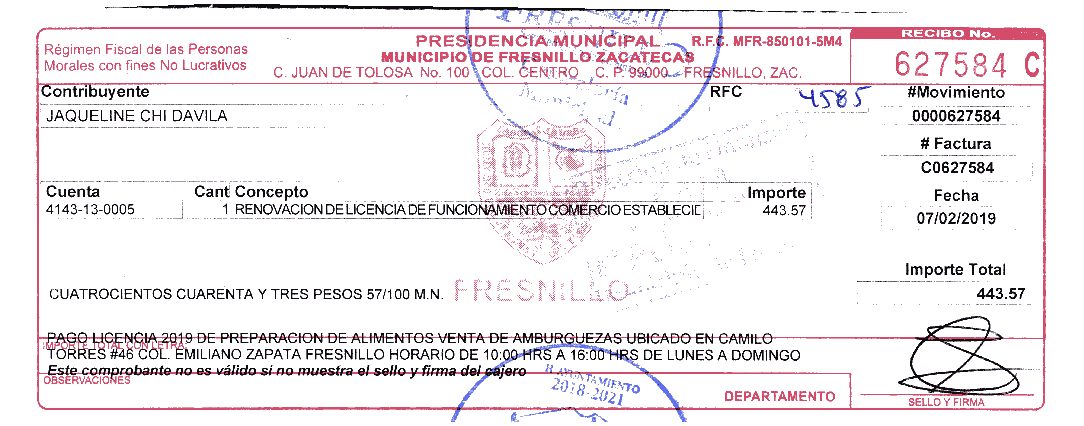 Régimen Fiscal de las Personas
Morales con fines No Lucrativos
PRESIDENCIA MUNICIPAL
R.F.C. MFR-850101-5M4
MUNICIPIO DE FRESNILLO ZACATECAS
C. JUAN DE TOLOSA No. 100 COL. CENTRO C. P. 99000 FRESNILLO, ZAC.
RECIBO No.
627584 C
Contribuyente
RFC
4585
#Movimiento
JAQUELINE CHI DAVILA
0000627584
# Factura
C0627584
Cuenta
Cant Concepto
Importe
Fecha
4143-13-0005
1 RENOVACION DE LICENCIA DE FUNCIONAMIENTO COMERCIO ESTABLECID
443.57
07/02/2019
Importe Total
443.57
FRESNILLO
CUATROCIENTOS CUARENTA Y TRES PESOS 57/100 M.N.
PAGO LICENCIA 2019 DE PREPARACION DE ALIMENTOS VENTA DE AMBURGUEZAS UBICADO EN CAMILO
IMPORTE TOTAL CON LETRA:
TORRES #46 COL. EMILIANO ZAPATA FRESNILLO HORARIO DE 10:00 HRS A 16:00 HRS DE LUNES A DOMINGO
Este comprobante no es válido si no muestra el sello y firma del cajero
OBSERVACIONES
H. AYUNTAMIENTO
2018-2021
DEPARTAMENTO
SELLO Y FIRMA